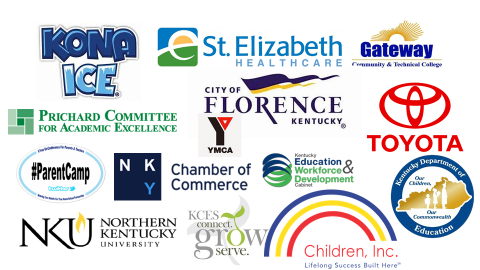 KONA
ICE®
St. Elizabeth
HEALTHCARE
Gateway
Community & Technical College
CITY OF
FLORENCE
KENTUCKY®
PRICHARD COMMITTEE
FOR ACADEMIC EXCELLENCE
YMCA
TOYOTA
#ParentCamp
N K
Y
Chamber of
Commerce
Kentucky
Education &
Workforce
Development
Cabinet
Kentucky Department of
Our
Children,
Our
Commonwealth
Education
NKU
NORTHERN
KENTUCKY
UNIVERSITY
KCES
connect.
grow
serve.
Children, Inc.
Lifelong Success Built Here